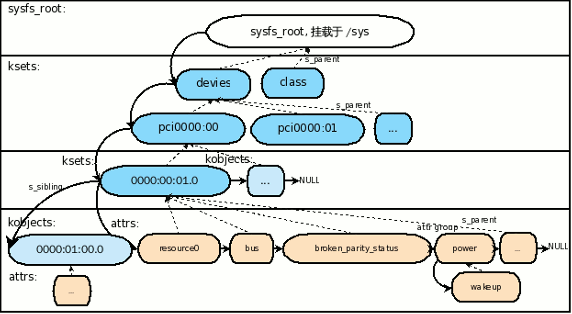 sysfs_root:
sysfs_root, 挂载于 /sys
s_parent
ksets:
devies
class
s_parent
pci0000:00
pci0000:01
...
ksets:
kobjects:
0000:00:01.0
...
NULL
s_sibling
kobjects:
attrs:
attr group
s_parent
0000:01:00.0
resource0
bus
broken_parity_status
power
...
NULL
attrs:
...
wakeup